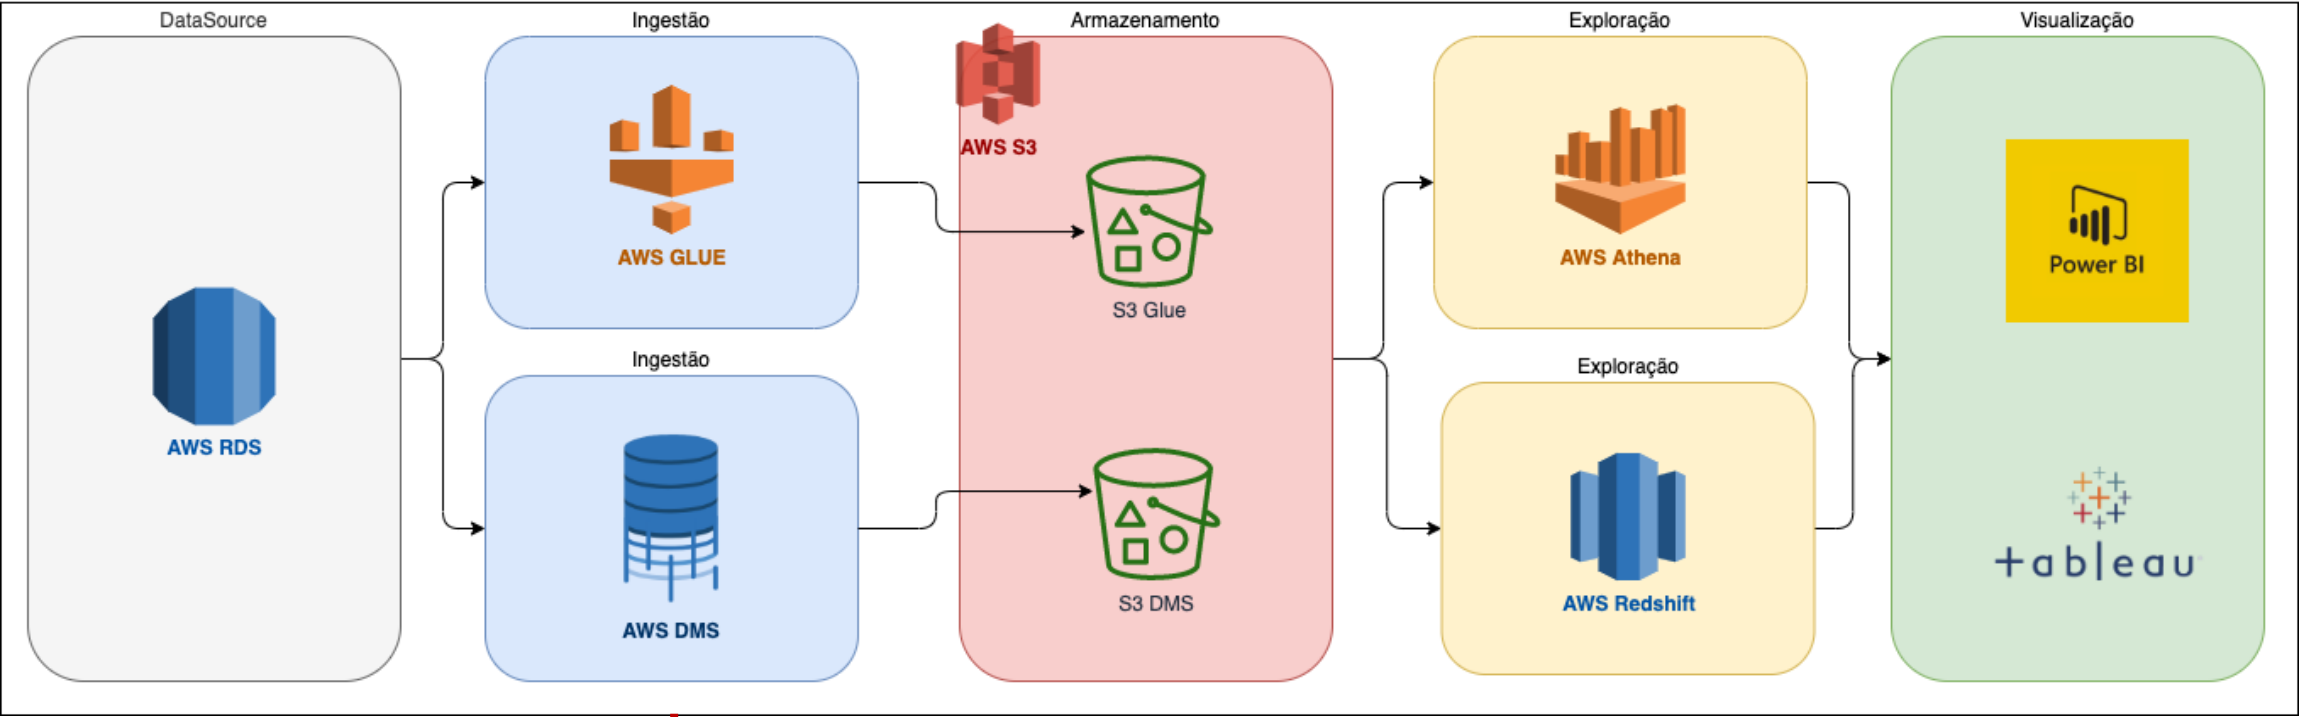 DataSource
Ingestão
Armazenamento
Exploração
Visualização
AWS S3
AWS GLUE
S3 Glue
AWS Athena
Power BI
Ingestão
Exploração
AWS RDS
AWS DMS
S3 DMS
AWS Redshift
+ableau